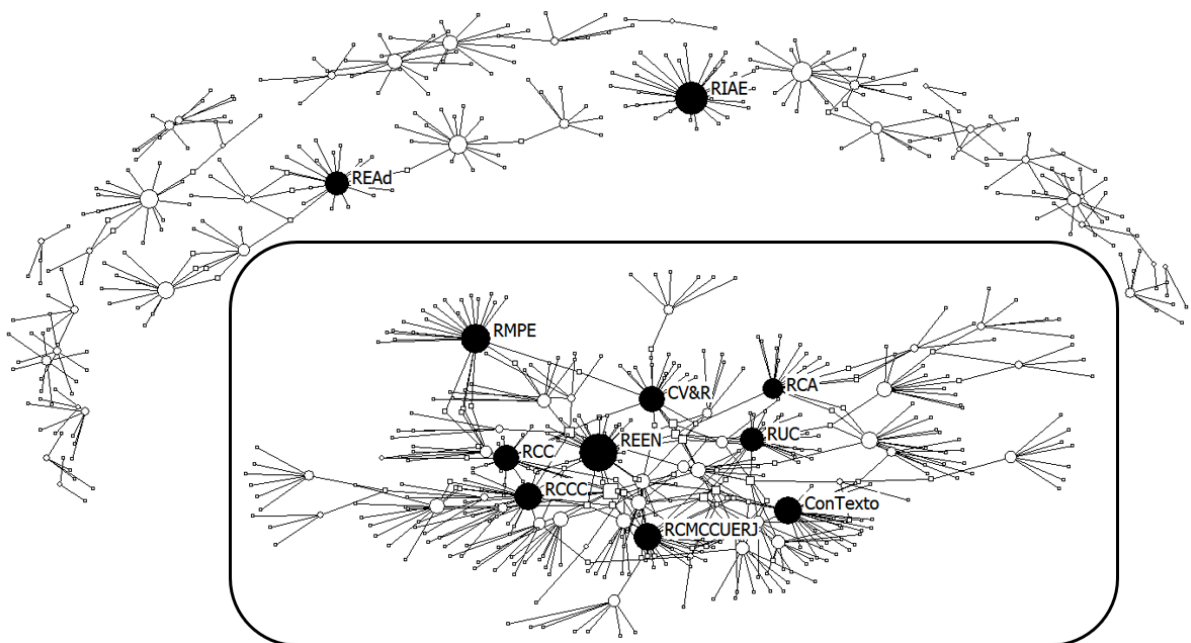 RIAE
REAd
RMPE
CV&R
RCA
REEN
RUC
RCC
RCCC
ConTexto
RCMCCUERJ